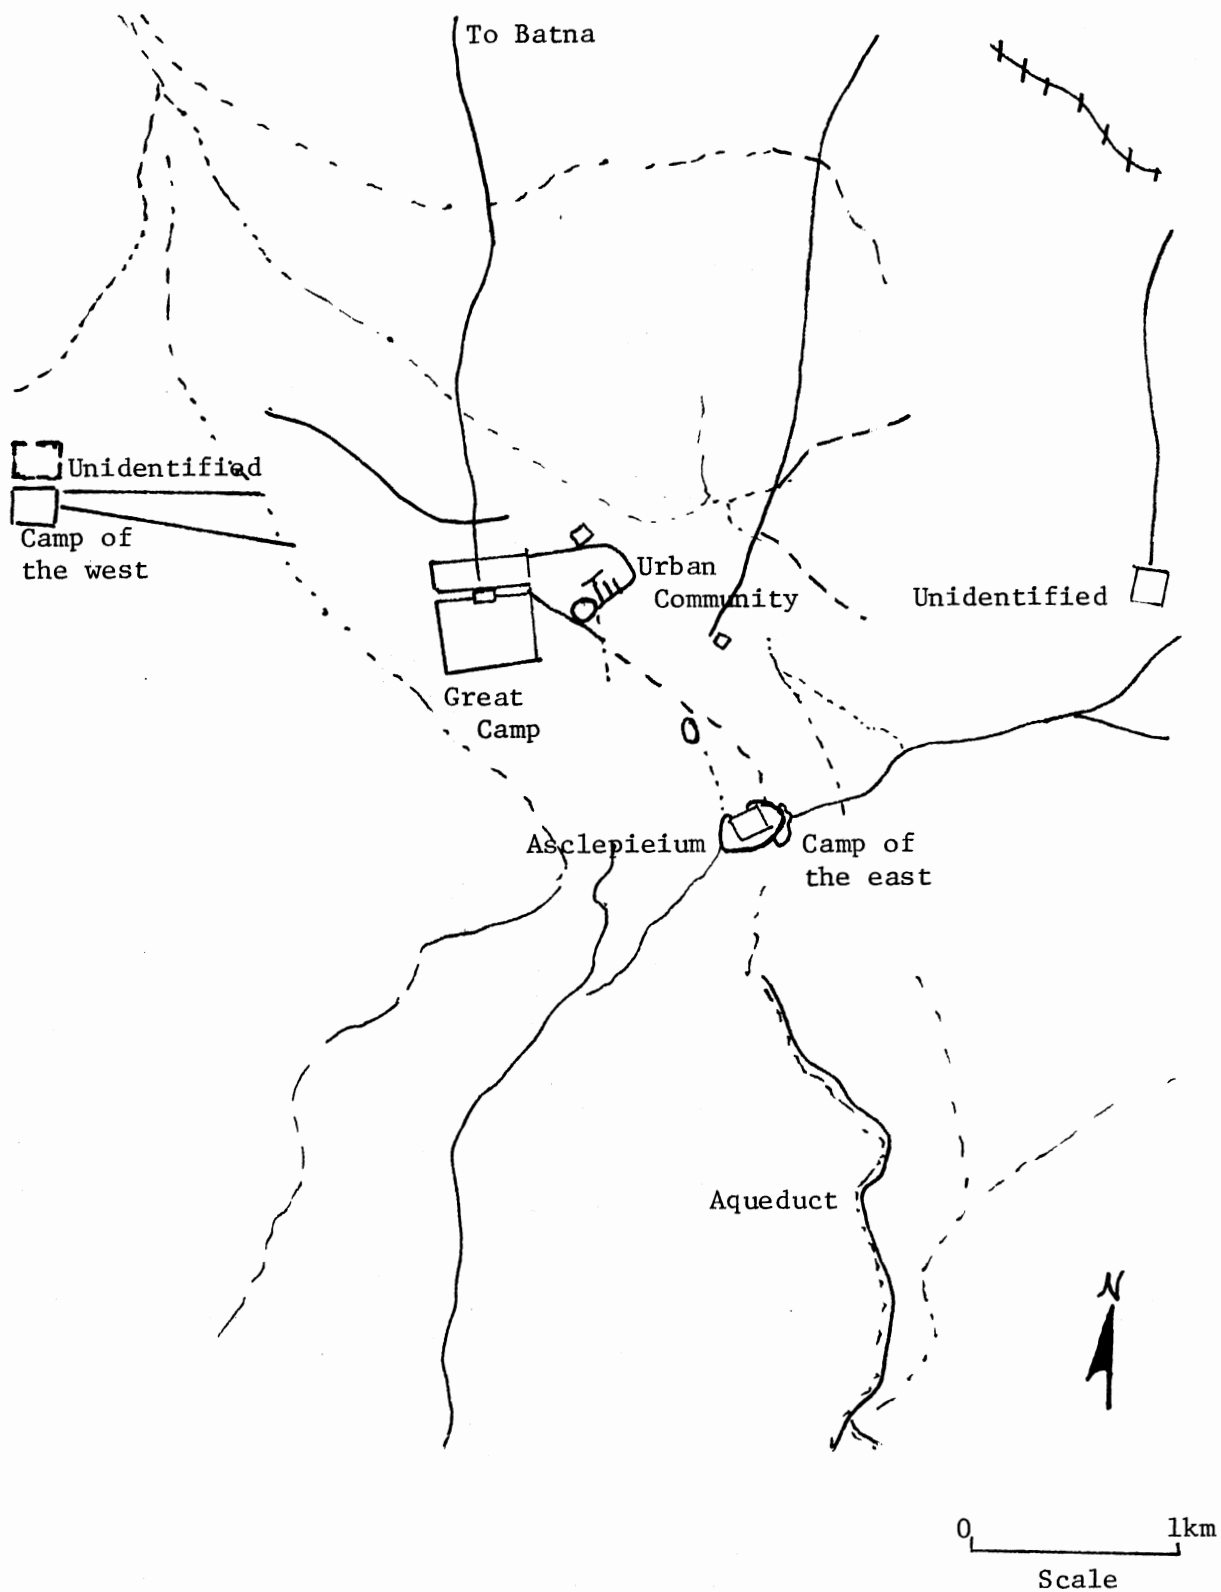 To Batna
Unidentified
Camp of
the west
Urban
Community
Unidentified
Great
Camp
Asclepieium
Camp of
the east
Aqueduct
N
0 1km
Scale